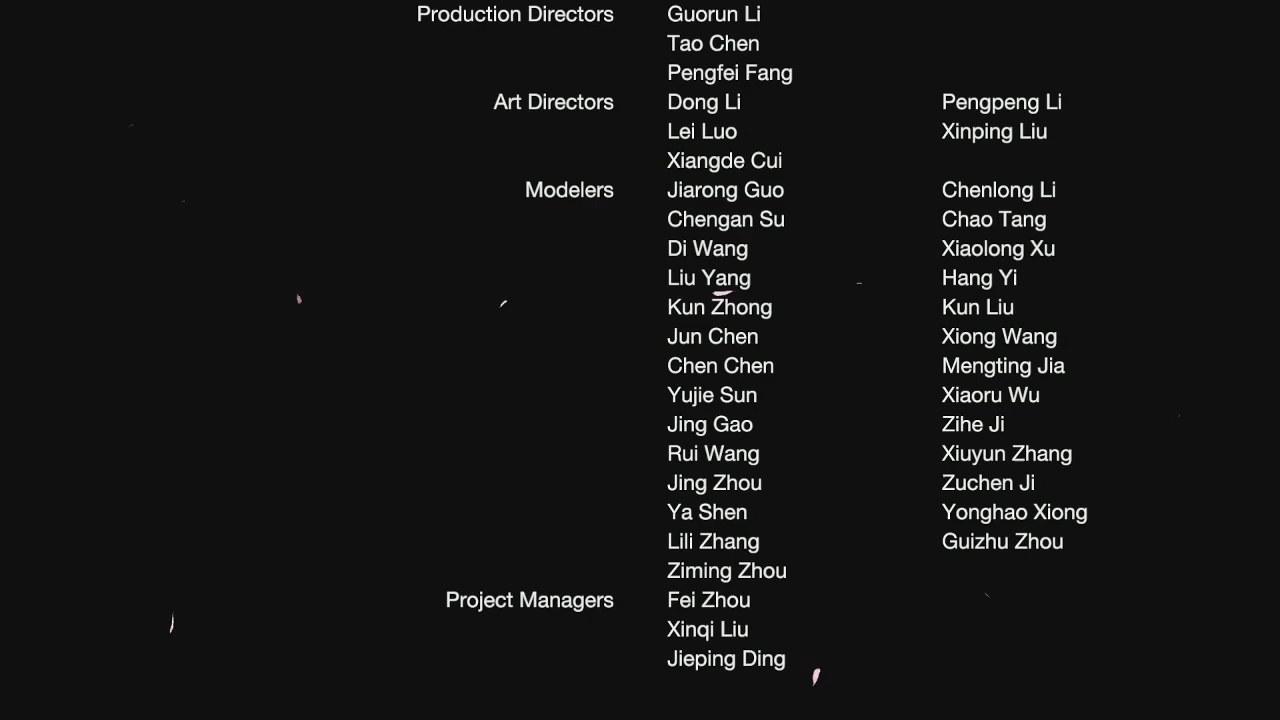 Production Directors Guorun Li
Tao Chen
Pengfei Fang
Art Directors Dong Li Pengpeng Li
Lei Luo Xinping Liu
Xiangde Cui
Modelers Jiarong Guo Chenlong Li
Chengan Su Chao Tang
Di Wang Xiaolong Xu
Liu Yang Hang Yi
Kun Zhong Kun Liu
Jun Chen Xiong Wang
Chen Chen Mengting Jia
Yujie Sun Xiaoru Wu
Jing Gao Zihe Ji
Rui Wang Xiuyun Zhang
Jing Zhou Zuchen Ji
Ya Shen Yonghao Xiong
Lili Zhang Guizhu Zhou
Ziming Zhou
Project Managers Fei Zhou
Xinqi Liu
Jieping Ding